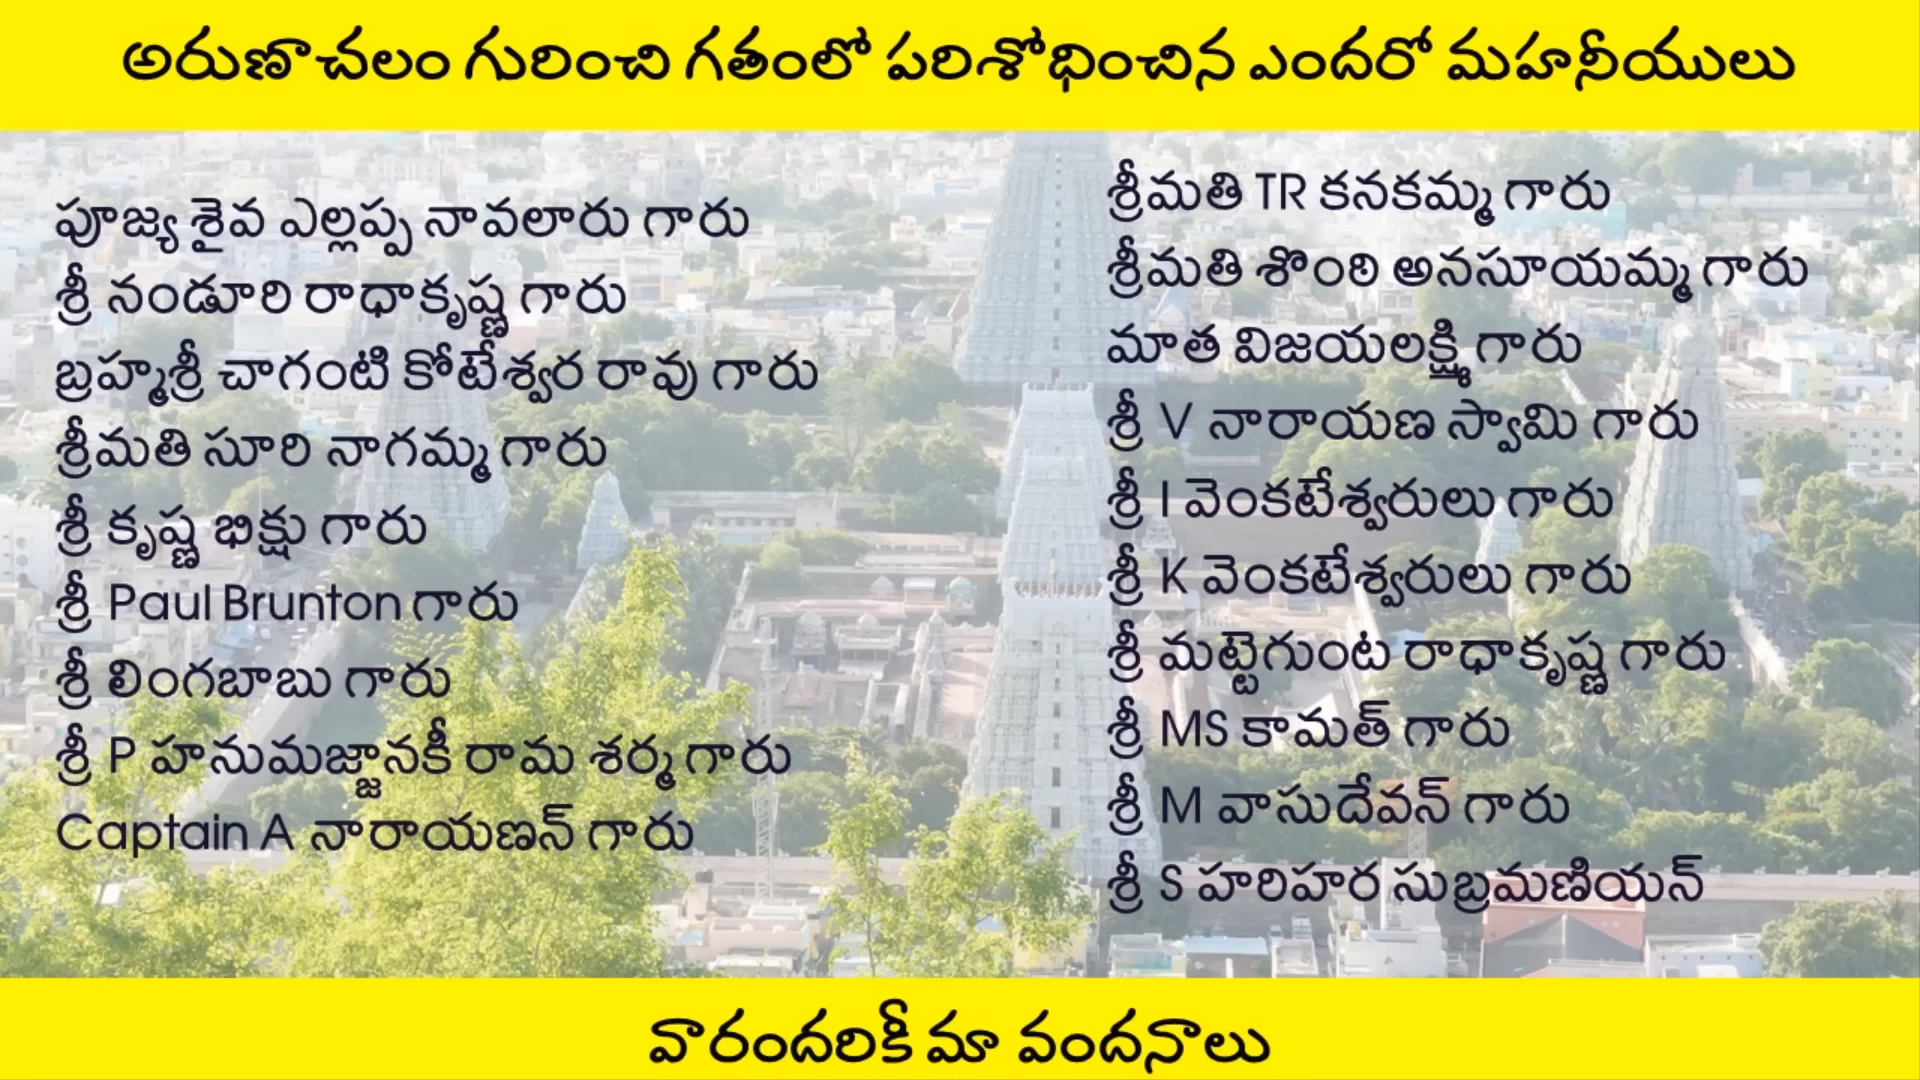 అరుణాచలం గురించి గతంలో పరిశోధించిన ఎందరో మహనీయులు
పూజ్య శైవ ఎల్లప్ప నావలారు గారు
శ్రీ నండూరి రాధాకృష్ణ గారు
బ్రహ్మశ్రీ చాగంటి కోటేశ్వర రావు గారు
శ్రీమతి సూరి నాగమ్మ గారు
శ్రీ కృష్ణ భిక్షు గారు
శ్రీ Paul Brunton గారు
శ్రీ లింగబాబు గారు
శ్రీ P హనుమజ్జానకీ రామ శర్మ గారు
Captain A నారాయణన్ గారు
శ్రీమతి TR కనకమ్మ గారు
శ్రీమతి శొంఠి అనసూయమ్మ గారు
మాత విజయలక్ష్మి గారు
శ్రీ V నారాయణ స్వామి గారు
శ్రీ I వెంకటేశ్వరులు గారు
శ్రీ K వెంకటేశ్వరులు గారు
శ్రీ మట్టెగుంట రాధాకృష్ణ గారు
శ్రీ MS కామత్ గారు
శ్రీ M వాసుదేవన్ గారు
శ్రీ S హరిహర సుబ్రమణియన్
వారందరికీ మా వందనాలు